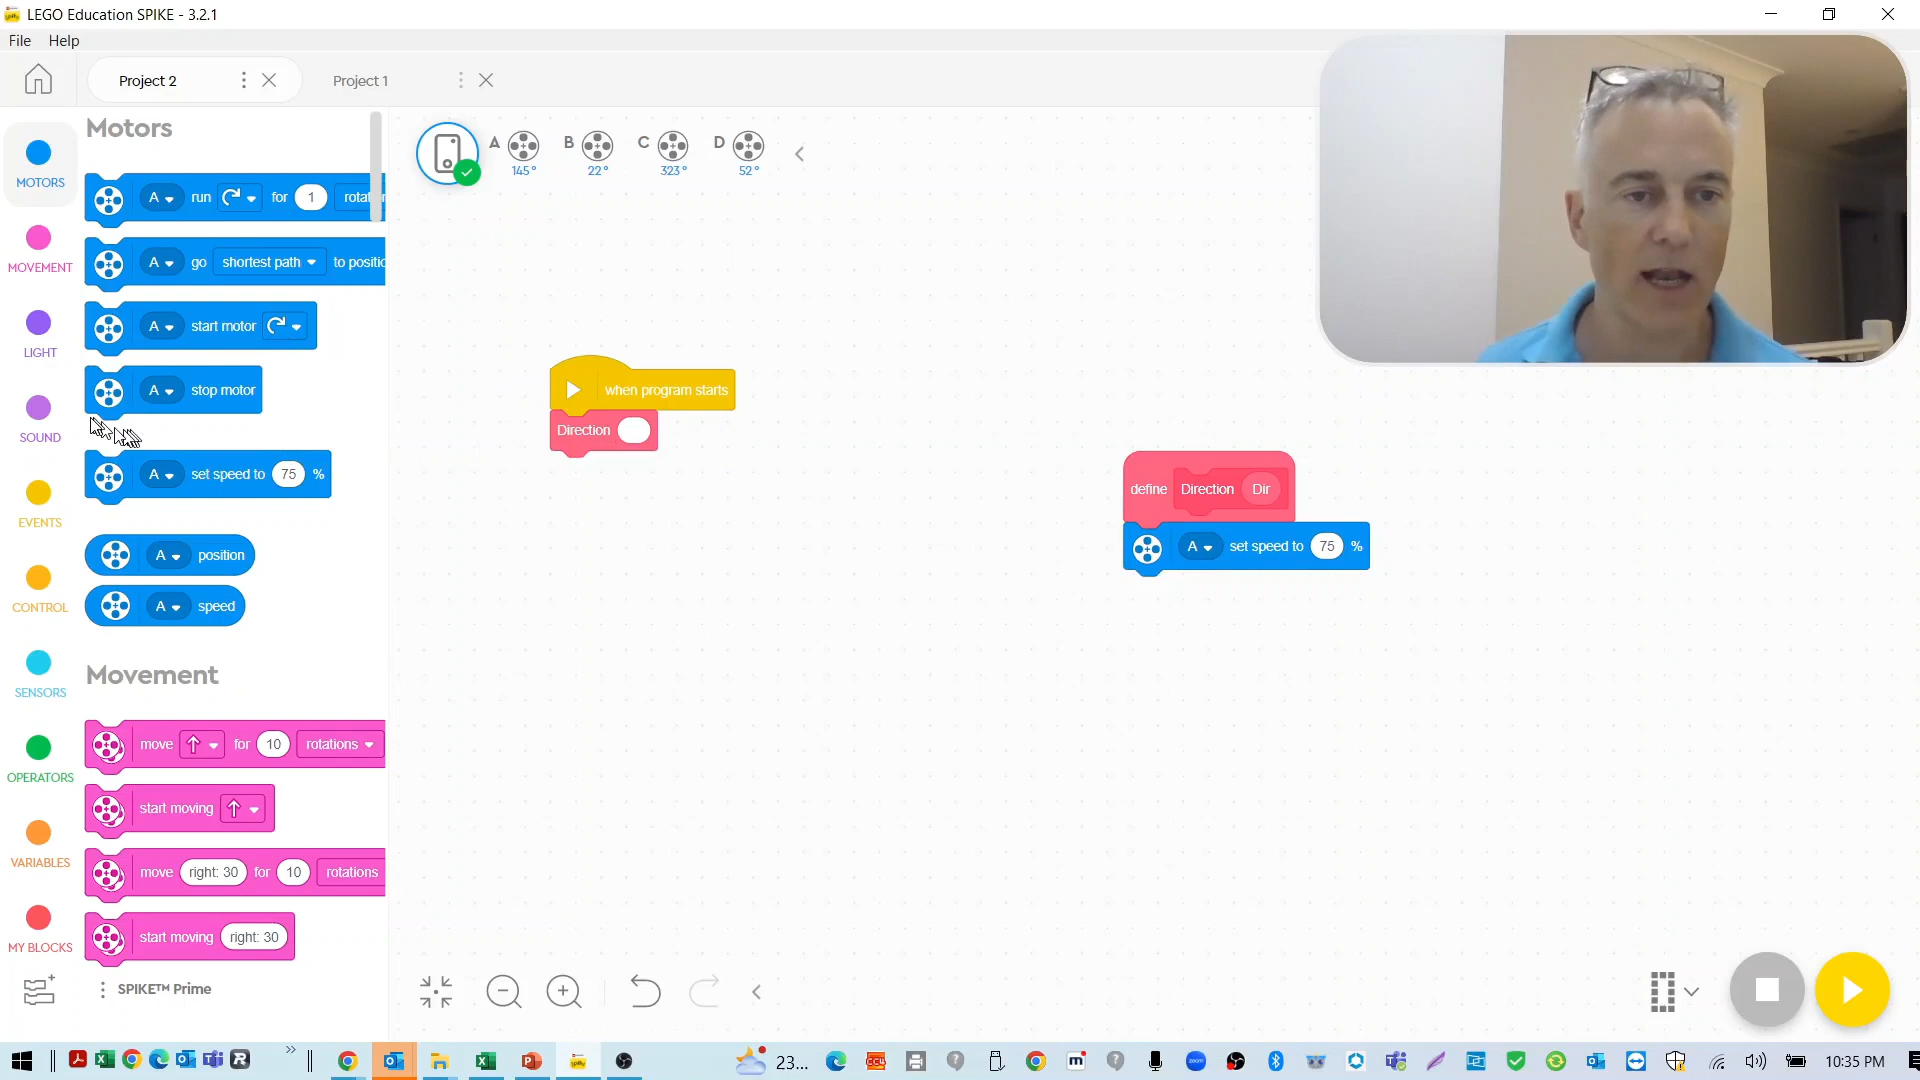 LEGO Education SPIKE - 3.2.1
File Help
Project 2
Project 1
Motors
A 145°
B 22°
C 323°
D 52°
MOTORS
MOVEMENT
LIGHT
SOUND
EVENTS
CONTROL
SENSORS
OPERATORS
VARIABLES
MY BLOCKS
A run for 1
A go shortest path
A start motor
A stop motor
A set speed to 75 %
A position
A speed
Movement
move for 10 rotations
start moving
move right: 30 for 10 rotations
start moving right: 30
SPIKE™ Prime
when program starts
Direction
define Direction Dir
A set speed to 75 %
23...
10:35 PM